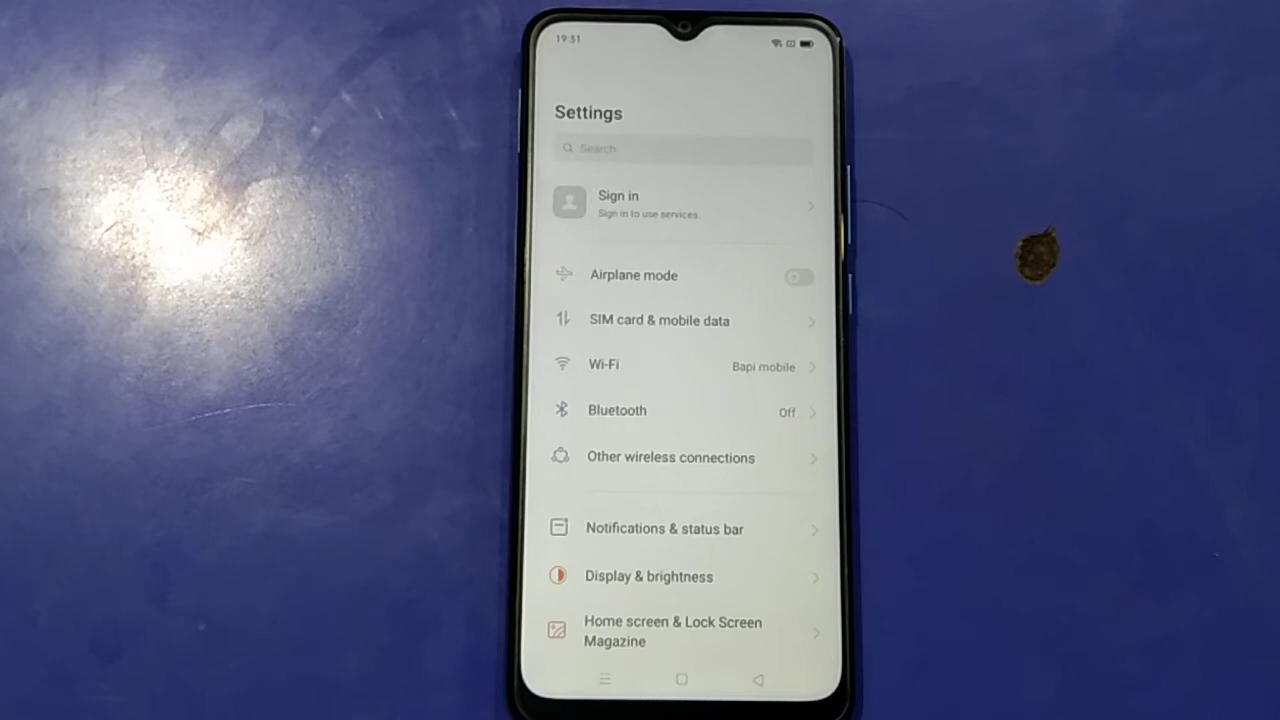 19:31
Settings
Search
Sign in
Sign in to use services.
Airplane mode
SIM card & mobile data
Wi-Fi
Bapi mobile
Bluetooth
Off
Other wireless connections
Notifications & status bar
Display & brightness
Home screen & Lock Screen
Magazine